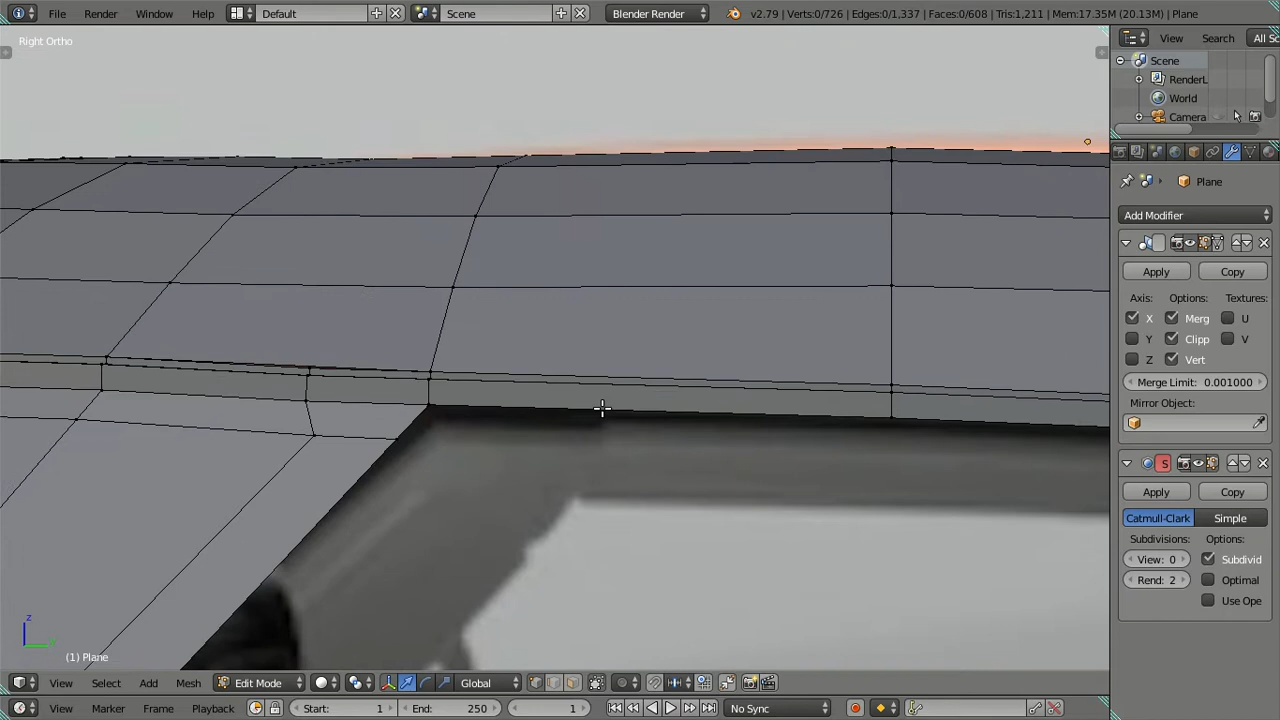 File Render Window Help Default Scene Blender Render v2.79 | Verts:0/726 | Edges:0/1,337 | Faces:0/608 | Tris:1,211 | Mem:17.35M (20.13M) | Plane
Right Ortho
View Search All Sc
Scene
RenderL
World
Camera
Plane
Add Modifier
Apply Copy
Axis: Options: Textures:
X Merg U
Y Clipp V
Z Vert
Merge Limit: 0.001000
Mirror Object:
S
Apply Copy
Catmull-Clark Simple
Subdivisions: Options:
View: 0 Subdivid
Rend: 2 Optimal
Use Ope
z
y
(1) Plane
View Select Add Mesh Edit Mode Global
View Marker Frame Playback Start: 1 End: 250 1 No Sync